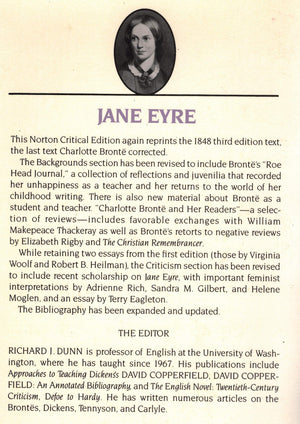 JANE EYRE
This Norton Critical Edition again reprints the 1848 third edition text,
the last text Charlotte Brontë corrected.
The Backgrounds section has been revised to include Brontë's "Roe
Head Journal," a collection of reflections and juvenilia that recorded
her unhappiness as a teacher and her returns to the world of her
childhood writing. There is also new material about Brontë as a
student and teacher. "Charlotte Brontë and Her Readers"—a selec-
tion of reviews—includes favorable exchanges with William
Makepeace Thackeray as well as Brontë's retorts to negative reviews
by Elizabeth Rigby and The Christian Remembrancer.
While retaining two essays from the first edition (those by Virginia
Woolf and Robert B. Heilman), the Criticism section has been revised
to include recent scholarship on Jane Eyre, with important feminist
interpretations by Adrienne Rich, Sandra M. Gilbert, and Helene
Moglen, and an essay by Terry Eagleton.
The Bibliography has been expanded and updated.
THE EDITOR
RICHARD J. DUNN is professor of English at the University of Wash-
ington, where he has taught since 1967. His publications include
Approaches to Teaching Dickens's DAVID COPPERFIELD, DAVID COPPER-
FIELD: An Annotated Bibliography, and The English Novel: Twentieth-Century
Criticism, Defoe to Hardy. He has written numerous articles on the
Brontës, Dickens, Tennyson, and Carlyle.